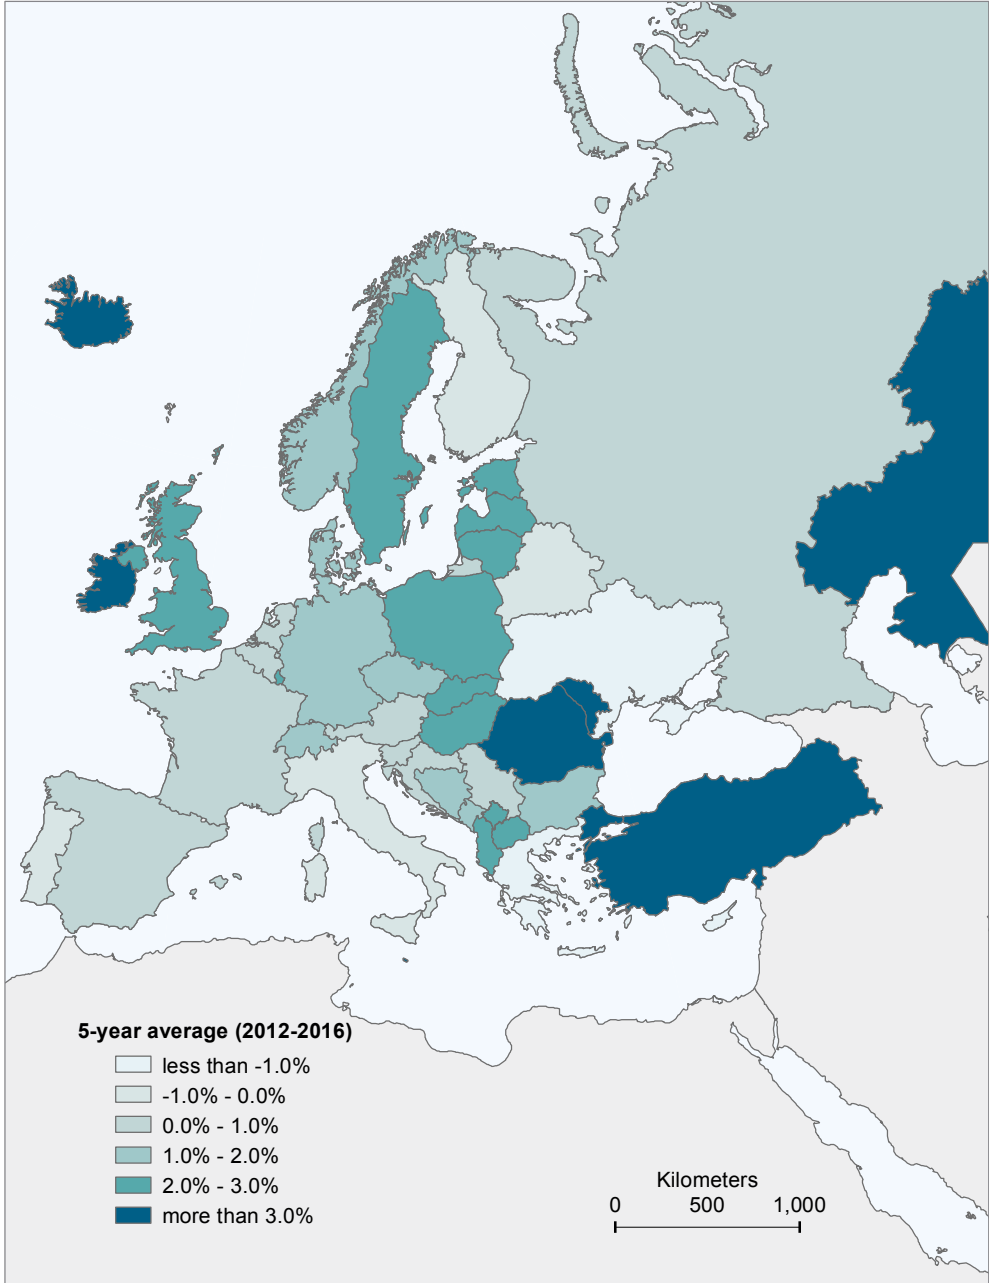 5-year average (2012-2016)
less than -1.0%
-1.0% - 0.0%
0.0% - 1.0%
1.0% - 2.0%
2.0% - 3.0%
more than 3.0%
Kilometers
0 500 1,000